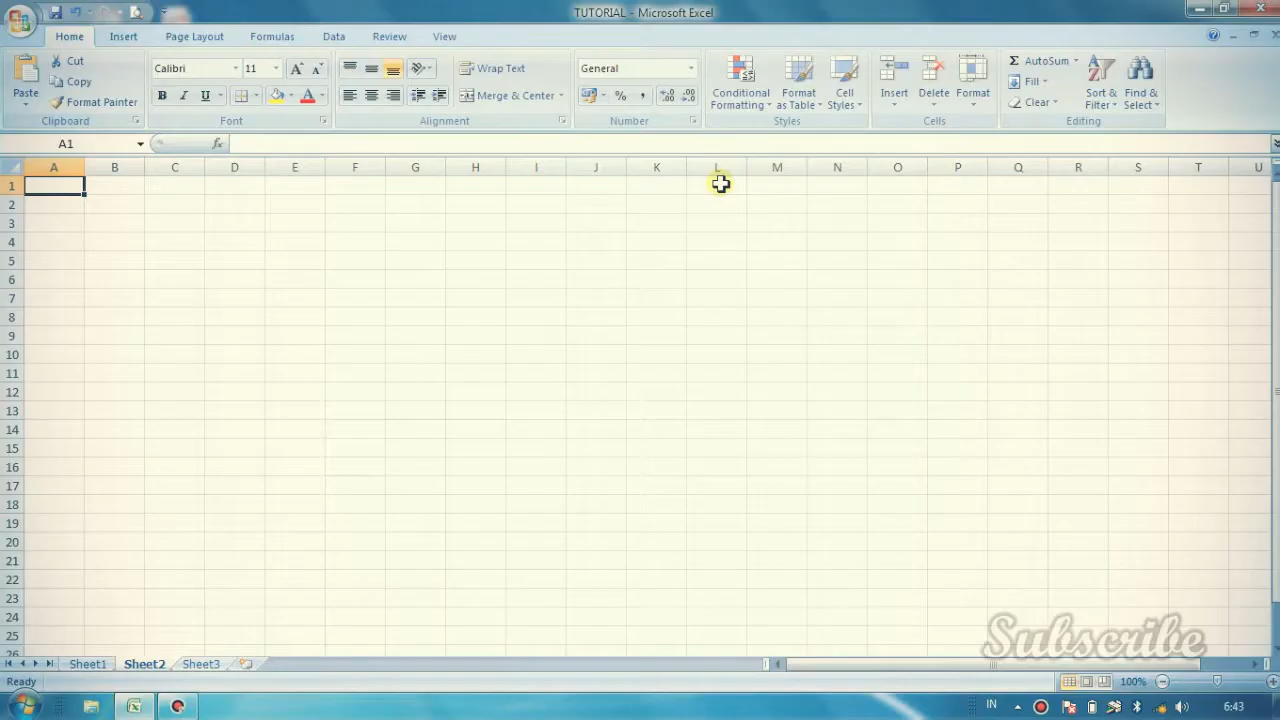 TUTORIAL - Microsoft Excel
Home Insert Page Layout Formulas Data Review View
Paste
Cut
Copy
Format Painter
Clipboard
Calibri 11
B I U A
Font
Wrap Text
Merge & Center
Alignment
General
% ,
Number
Conditional Formatting
Format as Table
Cell Styles
Styles
Insert Delete Format
Cells
Σ AutoSum
Fill
Clear
Sort & Filter
Find & Select
Editing
A1 fx
A B C D E F G H I J K L M N O P Q R S T U
1
2
3
4
5
6
7
8
9
10
11
12
13
14
15
16
17
18
19
20
21
22
23
24
25
26
Subscribe
Sheet1 Sheet2 Sheet3
Ready 100%
IN 6:43